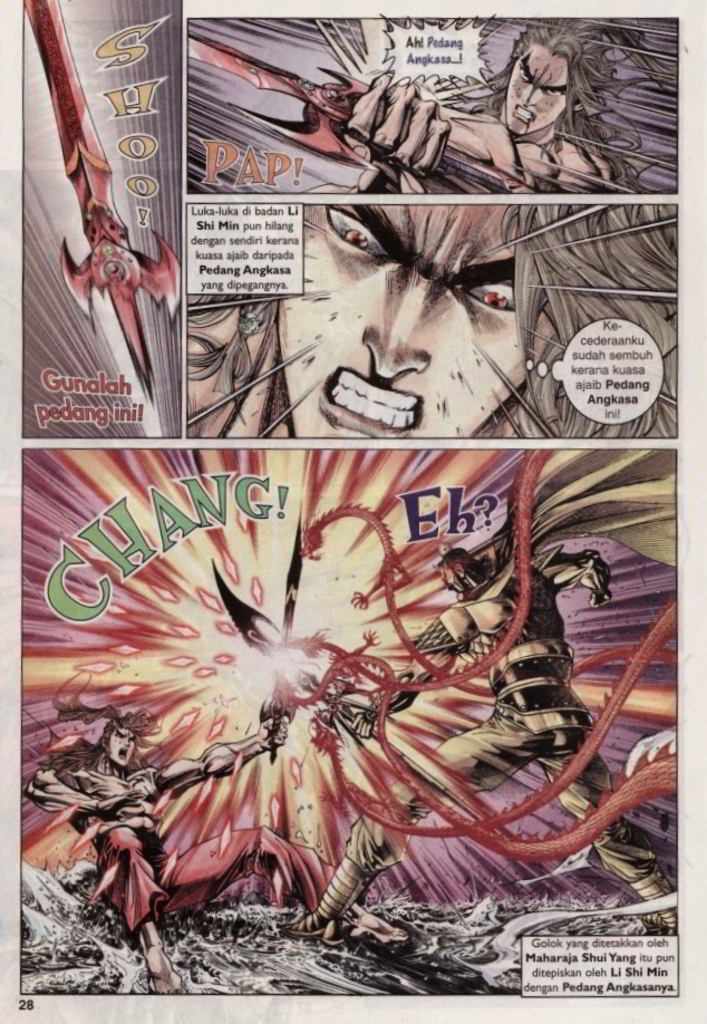 SHOO!
Gunalah
pedang ini!
Ah! Pedang
Angkasa...!
PAP!
Luka-luka di badan Li
Shi Min pun hilang
dengan sendiri kerana
kuasa ajaib daripada
Pedang Angkasa
yang dipegangnya.
Ke-
cederaanku
sudah sembuh
kerana kuasa
ajaib Pedang
Angkasa
ini!
CHANG!
Eh?
Golok yang ditetakkan oleh
Maharaja Shui Yang itu pun
ditepiskan oleh Li Shi Min
dengan Pedang Angkasanya.
28